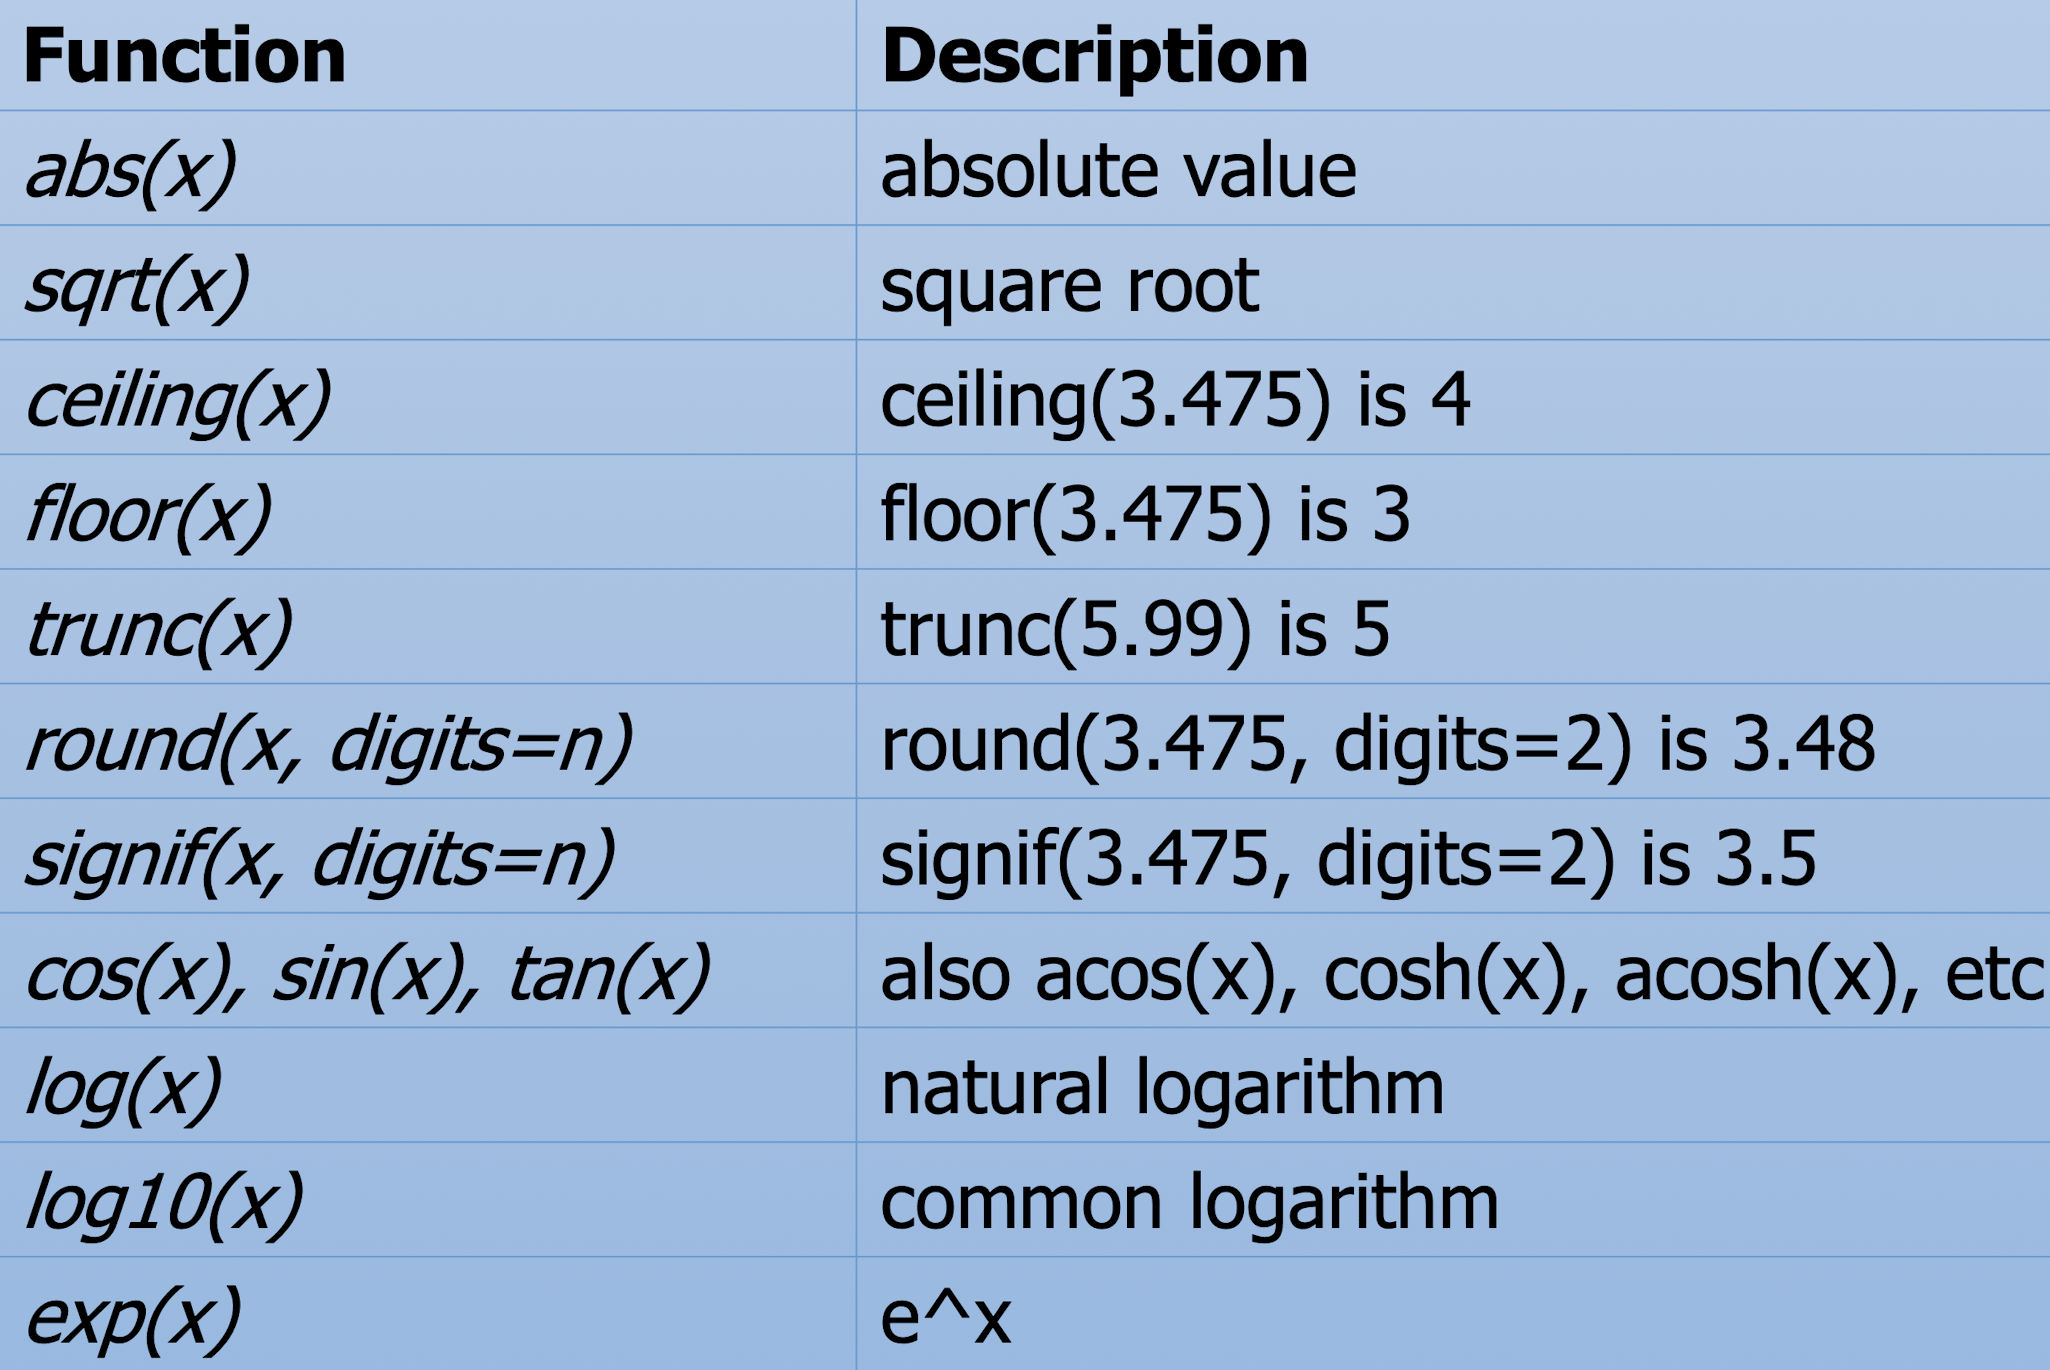 Function Description
abs(x) absolute value
sqrt(x) square root
ceiling(x) ceiling(3.475) is 4
floor(x) floor(3.475) is 3
trunc(x) trunc(5.99) is 5
round(x, digits=n) round(3.475, digits=2) is 3.48
signif(x, digits=n) signif(3.475, digits=2) is 3.5
cos(x), sin(x), tan(x) also acos(x), cosh(x), acosh(x), etc
log(x) natural logarithm
log10(x) common logarithm
exp(x) e^x